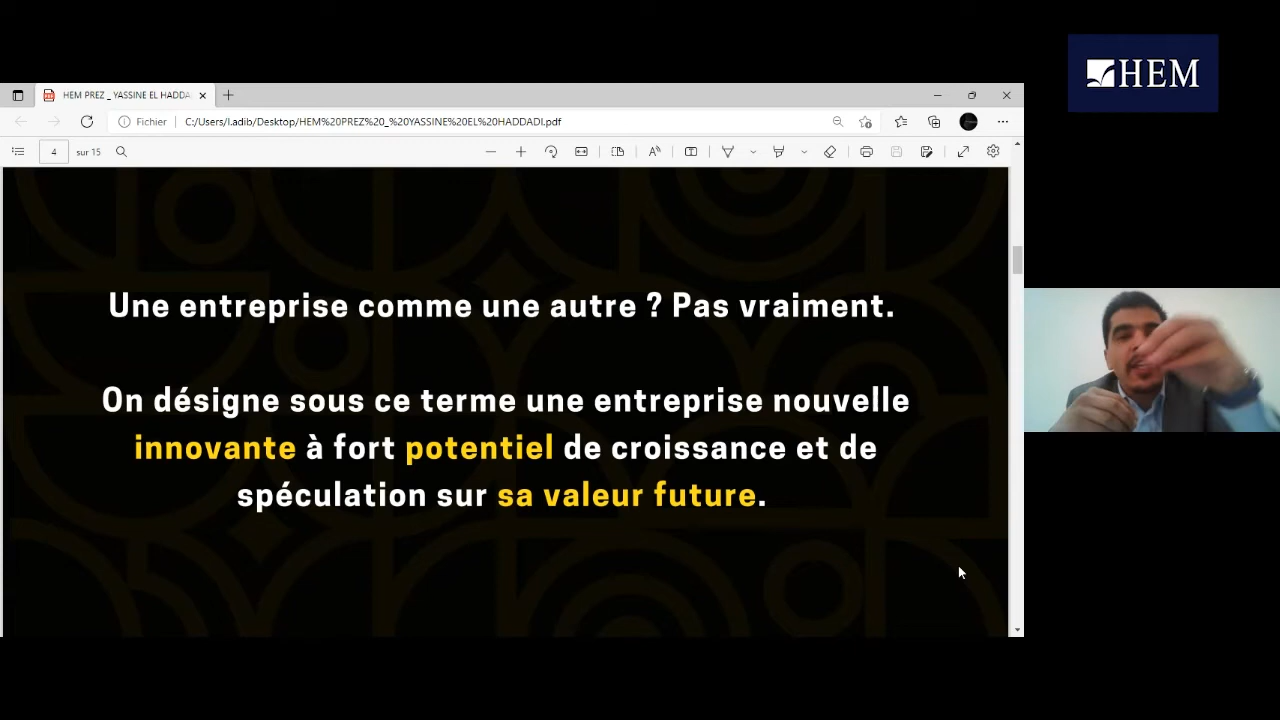 HEM
HEM PREZ _ YASSINE EL HADDA
Fichier
C:/Users/l.adib/Desktop/HEM%20PREZ%20_%20YASSINE%20EL%20HADDADI.pdf
4 sur 15
Une entreprise comme une autre ? Pas vraiment.
On désigne sous ce terme une entreprise nouvelle
innovante à fort potentiel de croissance et de
spéculation sur sa valeur future.